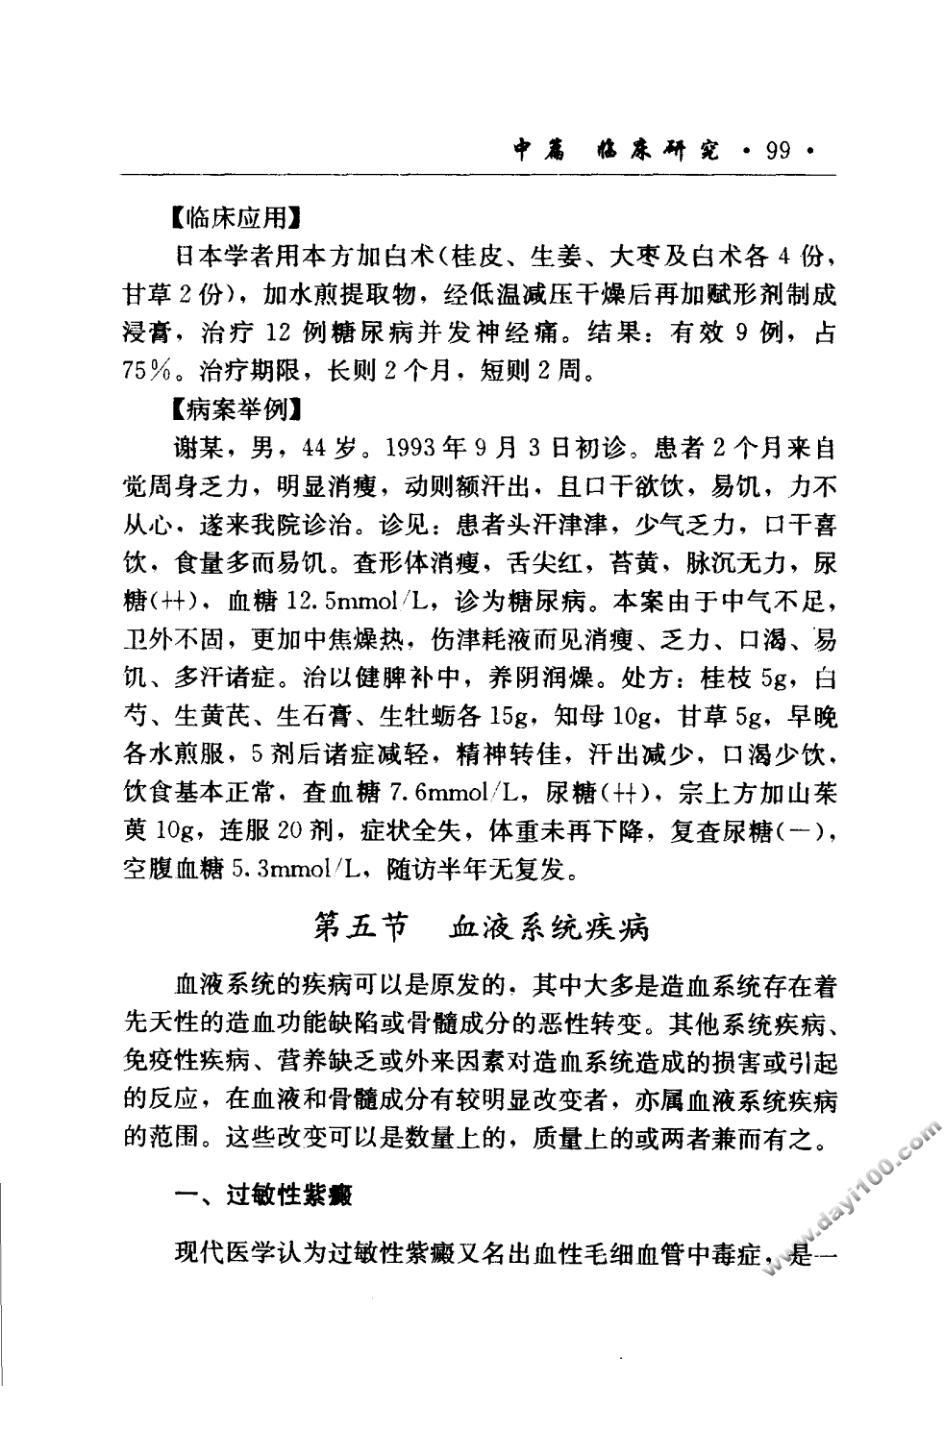 中篇 临床研究 · 99 ·
【临床应用】
日本学者用本方加白术（桂皮、生姜、大枣及白术各 4 份，
甘草 2 份），加水煎提取物，经低温减压干燥后再加赋形剂制成
浸膏，治疗 12 例糖尿病并发神经痛。结果：有效 9 例，占
75%。治疗期限，长则 2 个月，短则 2 周。
【病案举例】
谢某，男，44 岁。1993 年 9 月 3 日初诊。患者 2 个月来自
觉周身乏力，明显消瘦，动则额汗出，且口干欲饮，易饥，力不
从心，遂来我院诊治。诊见：患者头汗津津，少气乏力，口干喜
饮，食量多而易饥。查形体消瘦，舌尖红，苔黄，脉沉无力，尿
糖（++），血糖 12.5mmol/L，诊为糖尿病。本案由于中气不足，
卫外不固，更加中焦燥热，伤津耗液而见消瘦、乏力、口渴、易
饥、多汗诸症。治以健脾补中，养阴润燥。处方：桂枝 5g，白
芍、生黄芪、生石膏、生牡蛎各 15g，知母 10g，甘草 5g，早晚
各水煎服，5 剂后诸症减轻，精神转佳，汗出减少，口渴少饮，
饮食基本正常，查血糖 7.6mmol/L，尿糖（++），宗上方加山茱
萸 10g，连服 20 剂，症状全失，体重未再下降，复查尿糖（一），
空腹血糖 5.3mmol/L，随访半年无复发。
第五节 血液系统疾病
血液系统的疾病可以是原发的，其中大多是造血系统存在着
先天性的造血功能缺陷或骨髓成分的恶性转变。其他系统疾病、
免疫性疾病、营养缺乏或外来因素对造血系统造成的损害或引起
的反应，在血液和骨髓成分有较明显改变者，亦属血液系统疾病
的范围。这些改变可以是数量上的，质量上的或两者兼而有之。
一、过敏性紫癜
现代医学认为过敏性紫癜又名出血性毛细血管中毒症，是一
www.dayi100.com